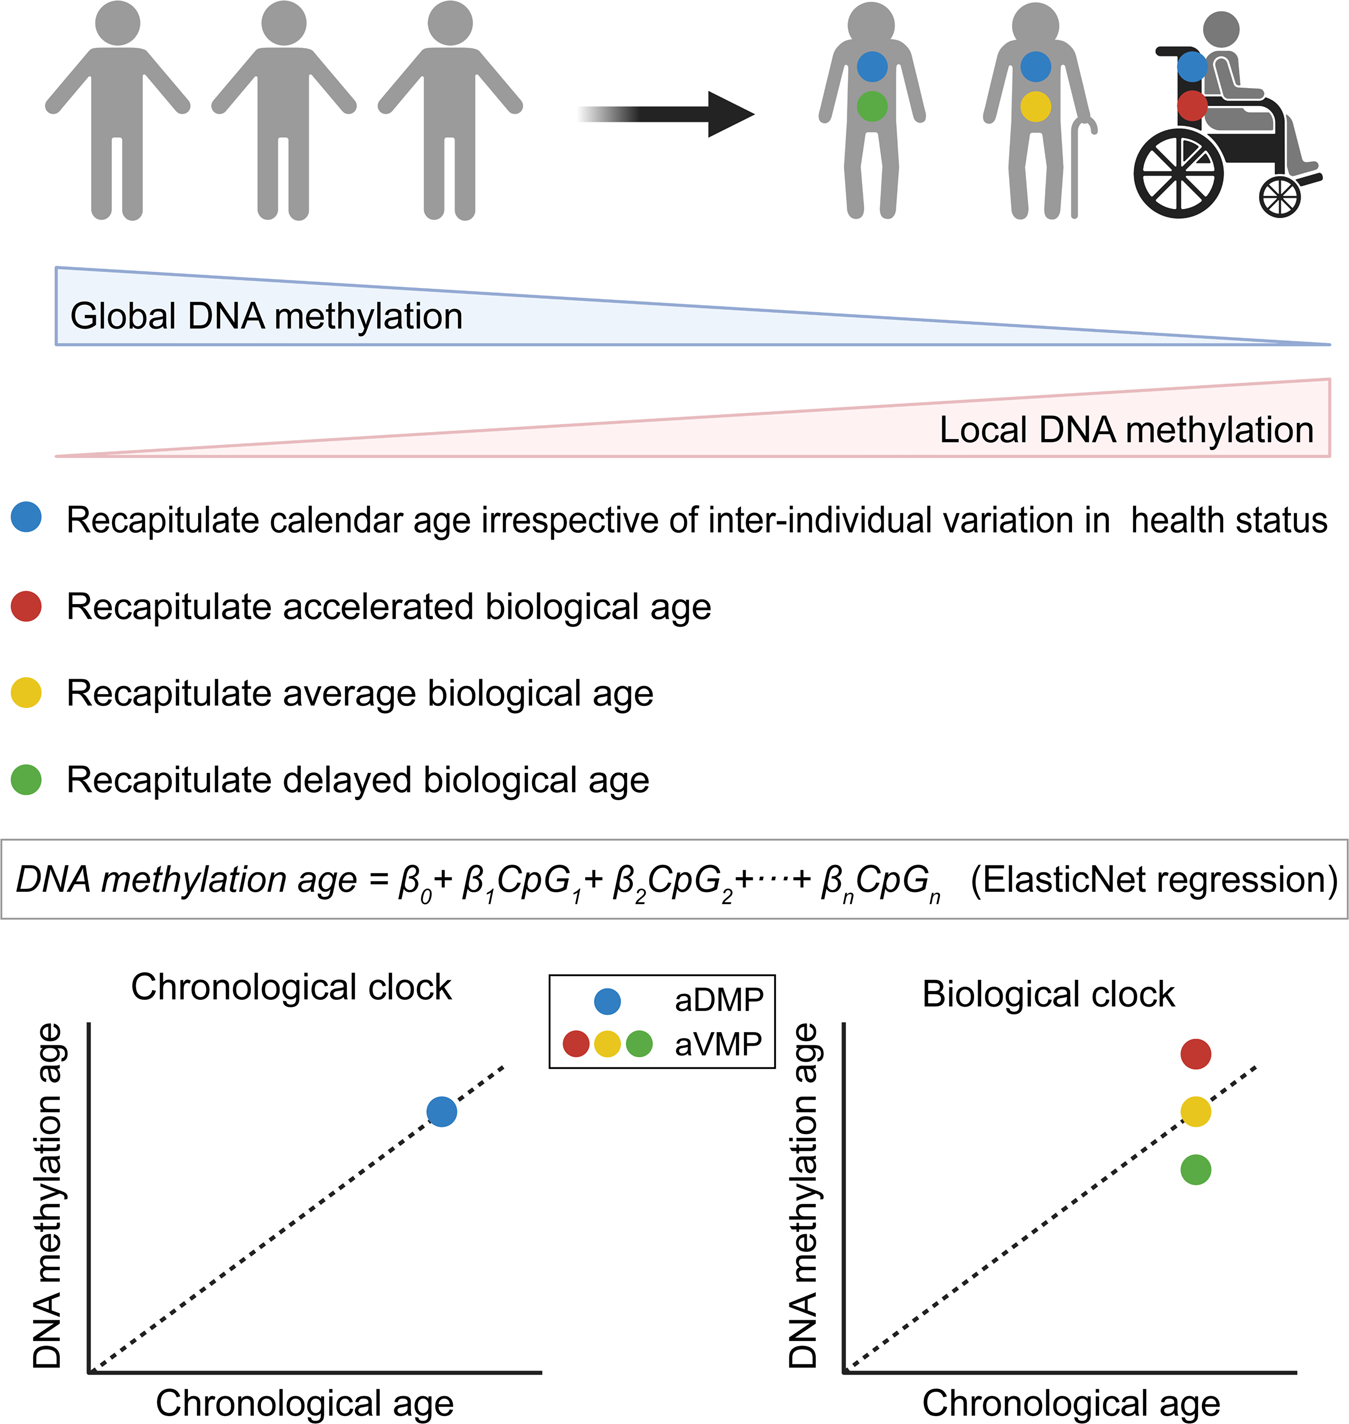 Global DNA methylation
Local DNA methylation
Recapitulate calendar age irrespective of inter-individual variation in  health status
Recapitulate accelerated biological age
Recapitulate average biological age
Recapitulate delayed biological age
DNA methylation age = β0+ β1CpG1+ β2CpG2+···+ βnCpGn (ElasticNet regression)
Chronological clock
aDMP
aVMP
Biological clock
DNA methylation age
Chronological age
DNA methylation age
Chronological age